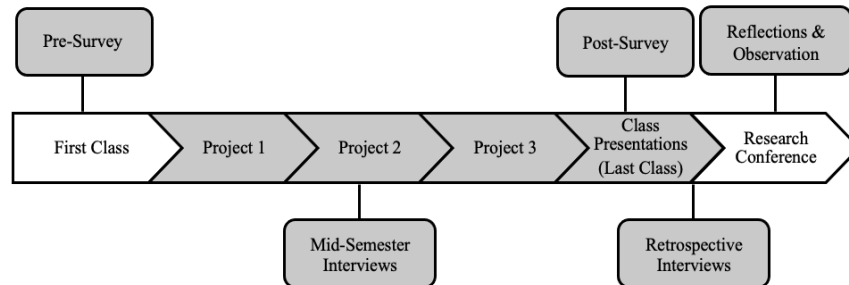 Pre-Survey
Post-Survey
Reflections &
Observation
First Class
Project 1
Project 2
Project 3
Class
Presentations
(Last Class)
Research
Conference
Mid-Semester
Interviews
Retrospective
Interviews